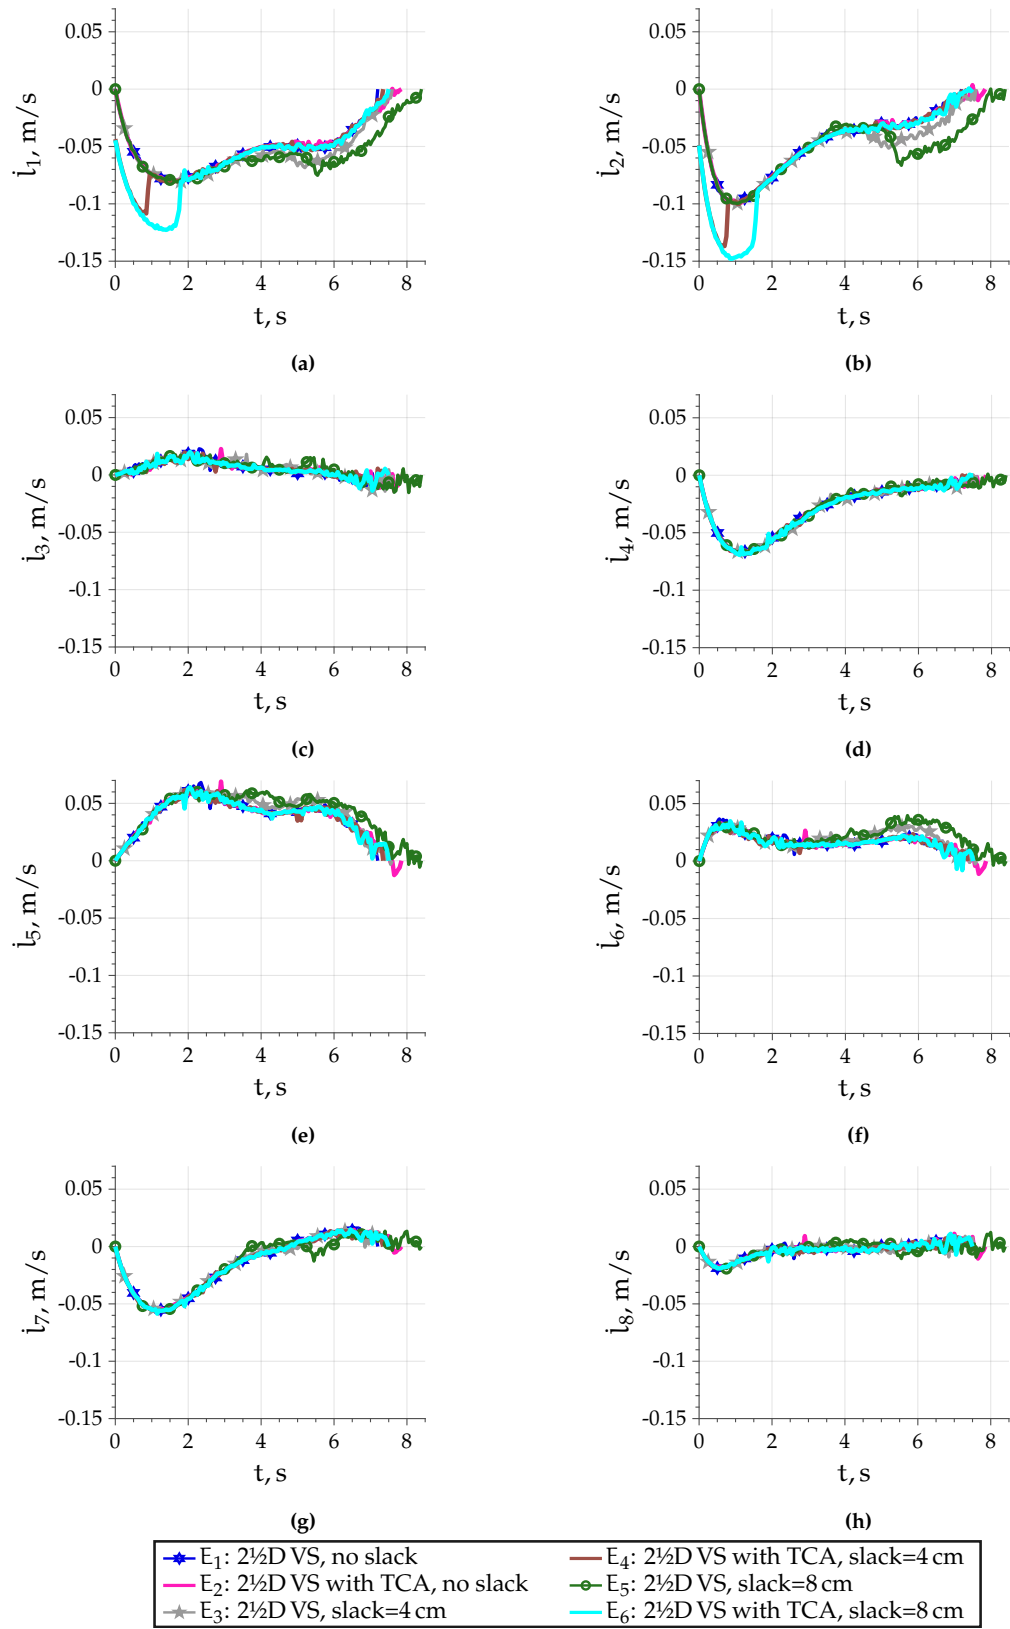 0.05
0
-0.05
-0.1
-0.15
0 2 4 6 8
l̇1, m/s
t, s
(a)
0.05
0
-0.05
-0.1
-0.15
0 2 4 6 8
l̇2, m/s
t, s
(b)
0.05
0
-0.05
-0.1
-0.15
0 2 4 6 8
l̇3, m/s
t, s
(c)
0.05
0
-0.05
-0.1
-0.15
0 2 4 6 8
l̇4, m/s
t, s
(d)
0.05
0
-0.05
-0.1
-0.15
0 2 4 6 8
l̇5, m/s
t, s
(e)
0.05
0
-0.05
-0.1
-0.15
0 2 4 6 8
l̇6, m/s
t, s
(f)
0.05
0
-0.05
-0.1
-0.15
0 2 4 6 8
l̇7, m/s
t, s
(g)
0.05
0
-0.05
-0.1
-0.15
0 2 4 6 8
l̇8, m/s
t, s
(h)
E1: 2½D VS, no slack
E2: 2½D VS with TCA, no slack
E3: 2½D VS, slack=4 cm
E4: 2½D VS with TCA, slack=4 cm
E5: 2½D VS, slack=8 cm
E6: 2½D VS with TCA, slack=8 cm